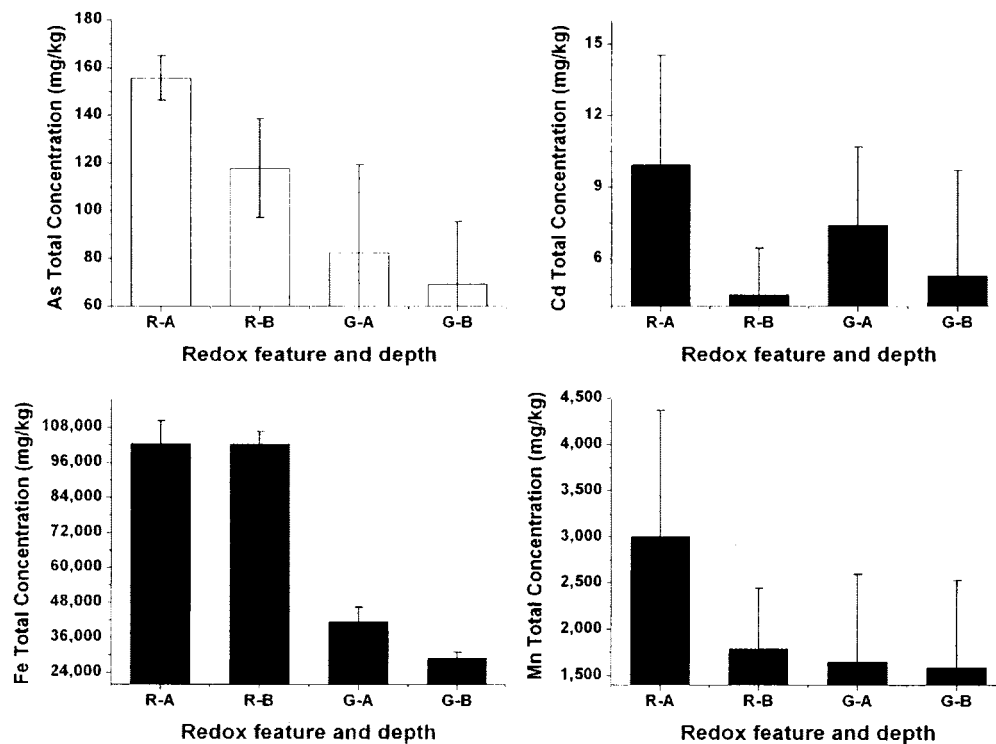 As Total Concentration (mg/kg)
180
160
140
120
100
80
60
R-A R-B G-A G-B
Redox feature and depth
Cd Total Concentration (mg/kg)
15
12
9
6
R-A R-B G-A G-B
Redox feature and depth
Fe Total Concentration (mg/kg)
108,000
96,000
84,000
72,000
60,000
48,000
36,000
24,000
R-A R-B G-A G-B
Redox feature and depth
Mn Total Concentration (mg/kg)
4,500
4,000
3,500
3,000
2,500
2,000
1,500
R-A R-B G-A G-B
Redox feature and depth